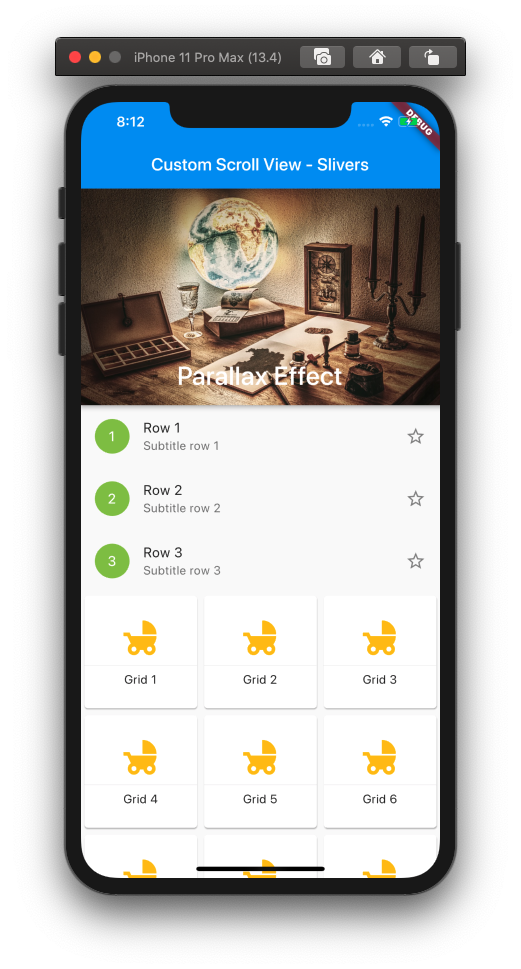 iPhone 11 Pro Max (13.4)
8:12
DEBUG
Custom Scroll View - Slivers
Parallax Effect
1
Row 1
Subtitle row 1
2
Row 2
Subtitle row 2
3
Row 3
Subtitle row 3
Grid 1
Grid 2
Grid 3
Grid 4
Grid 5
Grid 6